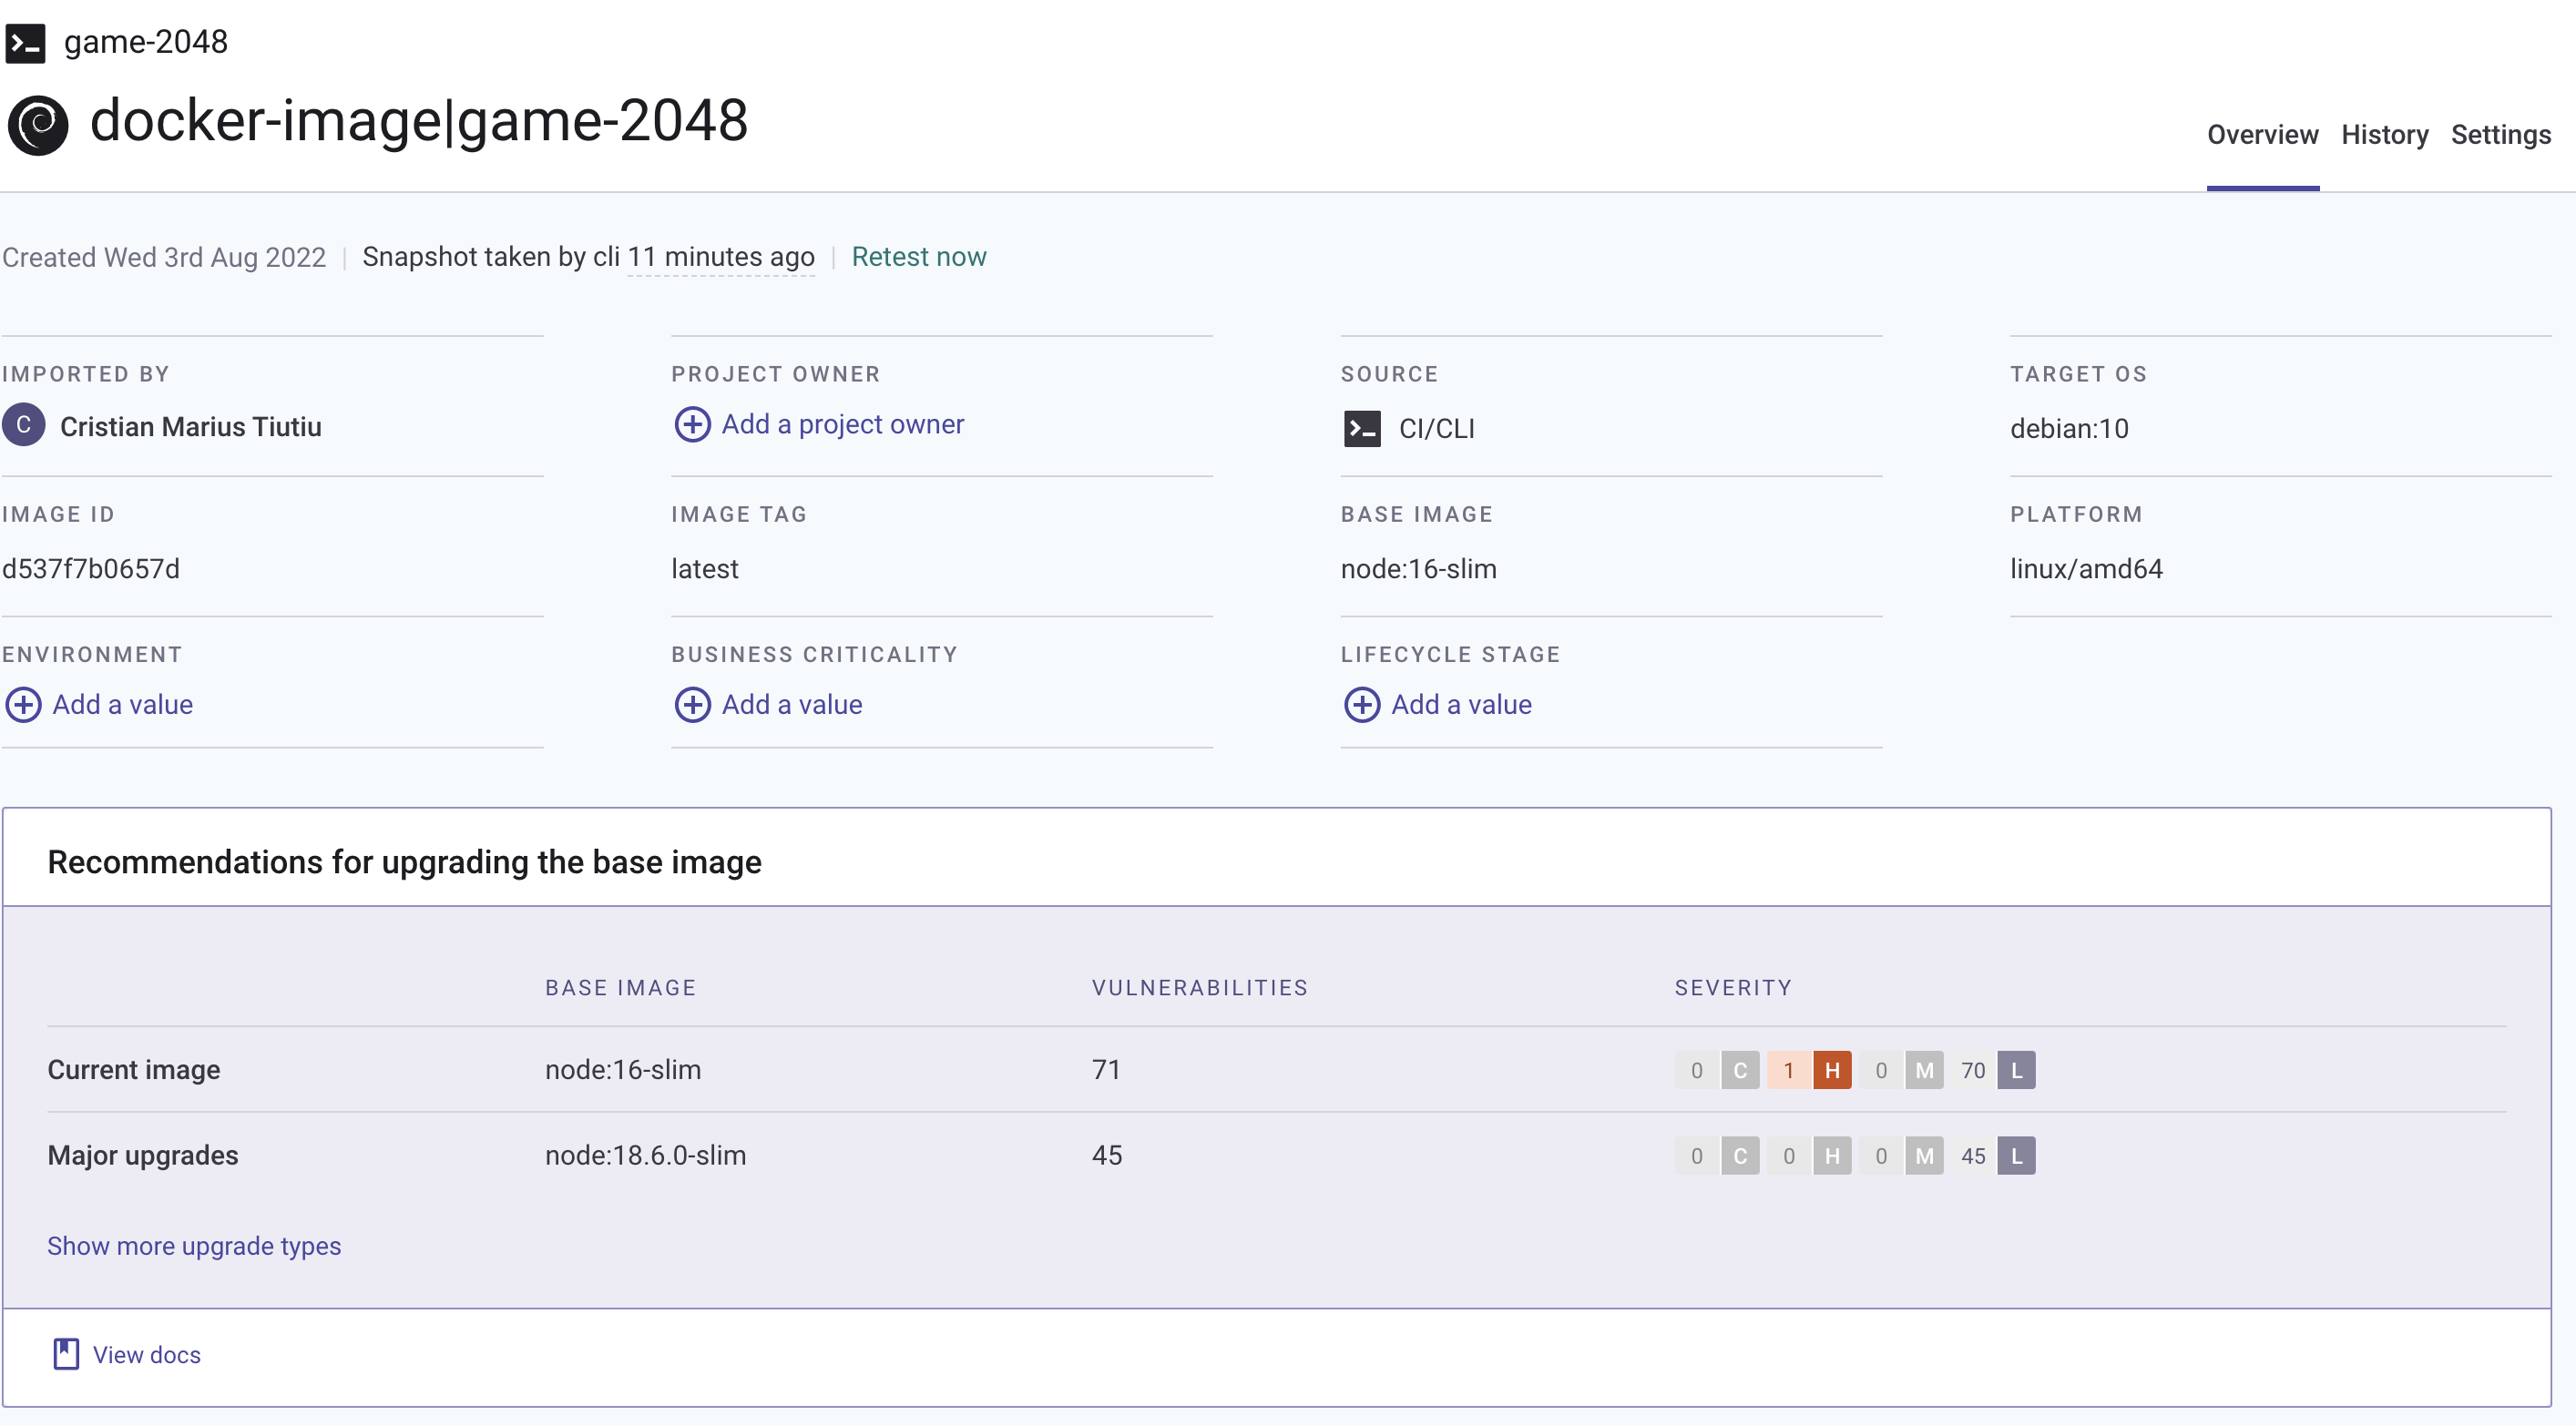 game-2048
docker-image|game-2048
Overview History Settings
Created Wed 3rd Aug 2022 | Snapshot taken by cli 11 minutes ago | Retest now
IMPORTED BY
C Cristian Marius Tiutiu
PROJECT OWNER
Add a project owner
SOURCE
CI/CLI
TARGET OS
debian:10
IMAGE ID
d537f7b0657d
IMAGE TAG
latest
BASE IMAGE
node:16-slim
PLATFORM
linux/amd64
ENVIRONMENT
Add a value
BUSINESS CRITICALITY
Add a value
LIFECYCLE STAGE
Add a value
Recommendations for upgrading the base image
BASE IMAGE VULNERABILITIES SEVERITY
Current image node:16-slim 71 0 C 1 H 0 M 70 L
Major upgrades node:18.6.0-slim 45 0 C 0 H 0 M 45 L
Show more upgrade types
View docs